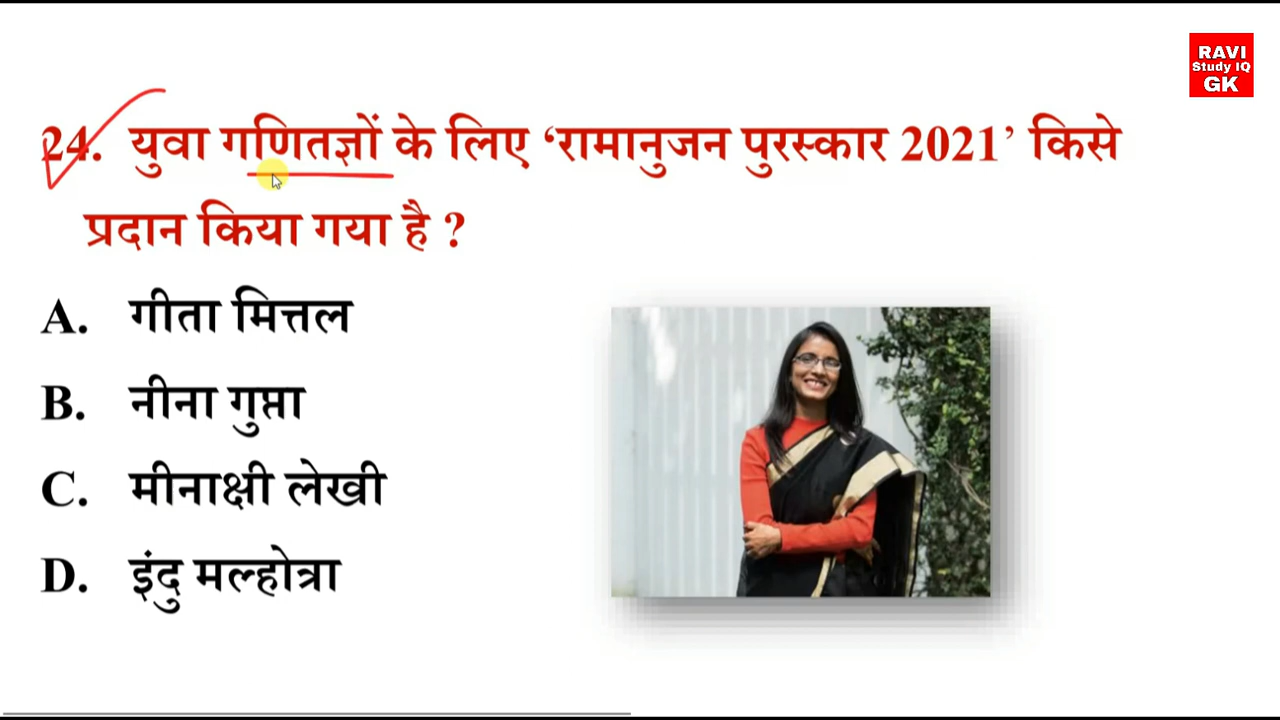 RAVI
Study IQ
GK
24. युवा गणितज्ञों के लिए ‘रामानुजन पुरस्कार 2021’ किसे
प्रदान किया गया है ?
A. गीता मित्तल
B. नीना गुप्ता
C. मीनाक्षी लेखी
D. इंदु मल्होत्रा